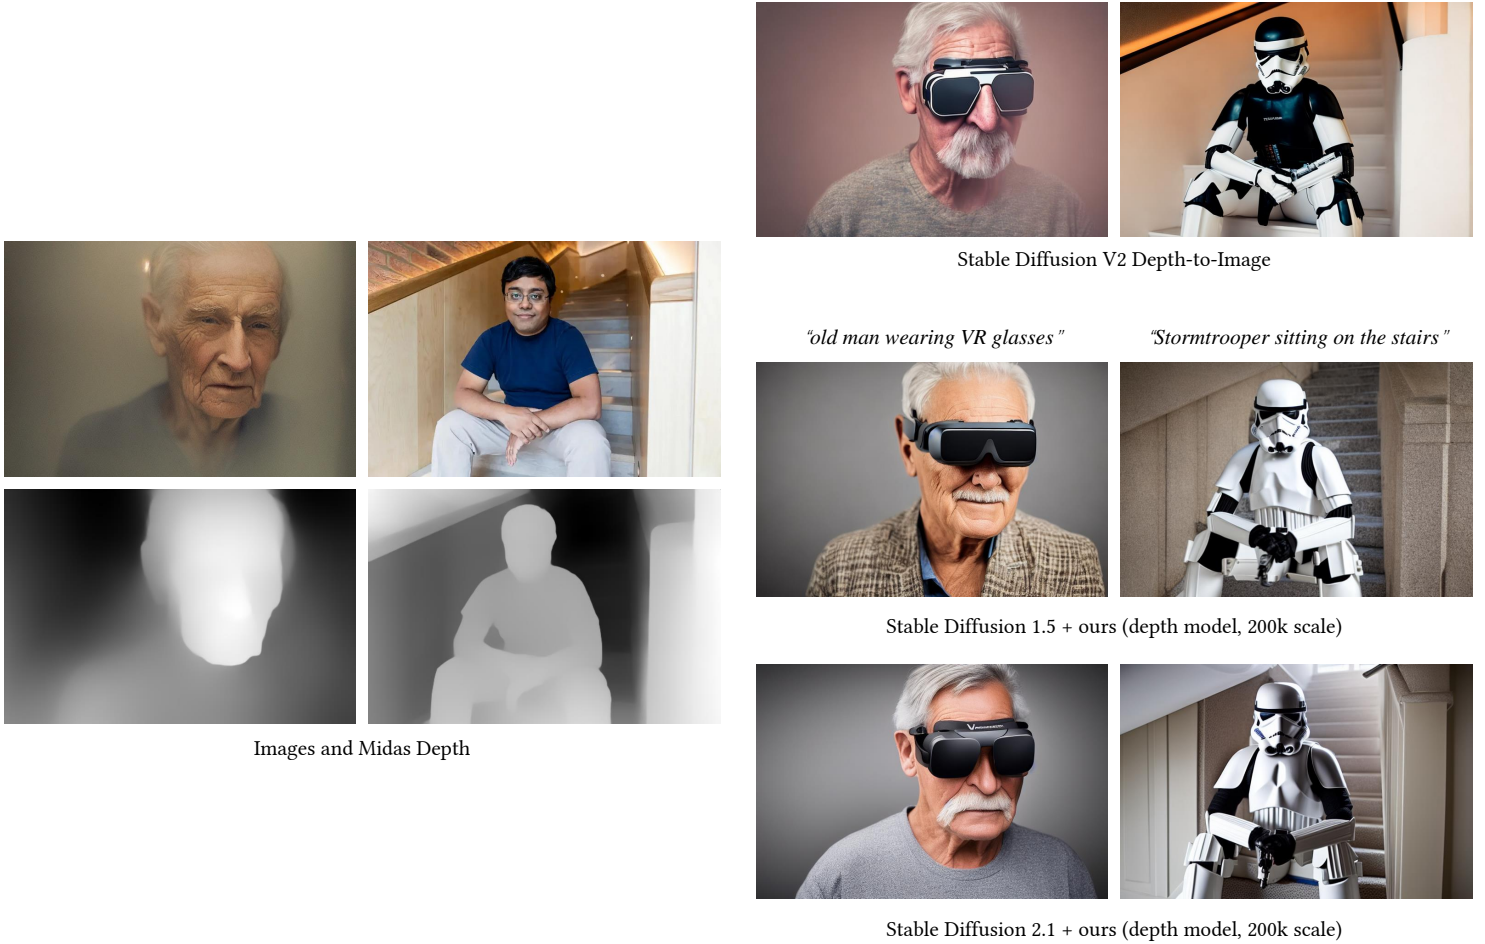 Images and Midas Depth
Stable Diffusion V2 Depth-to-Image
“old man wearing VR glasses”
“Stormtrooper sitting on the stairs”
Stable Diffusion 1.5 + ours (depth model, 200k scale)
Stable Diffusion 2.1 + ours (depth model, 200k scale)